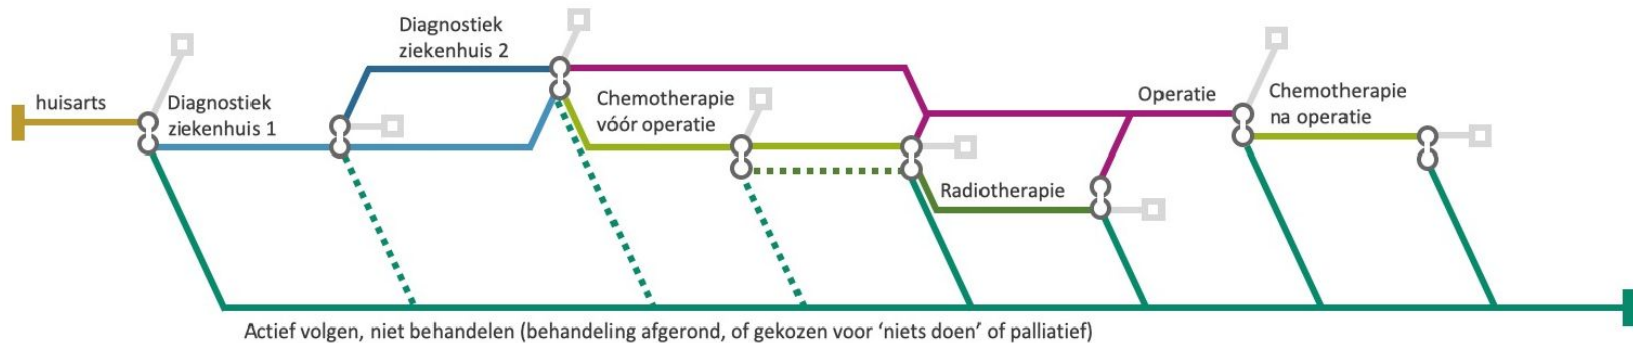 huisarts
Diagnostiek
ziekenhuis 1
Diagnostiek
ziekenhuis 2
Chemotherapie
vóór operatie
Radiotherapie
Operatie
Chemotherapie
na operatie
Actief volgen, niet behandelen (behandeling afgerond, of gekozen voor ‘niets doen’ of palliatief)